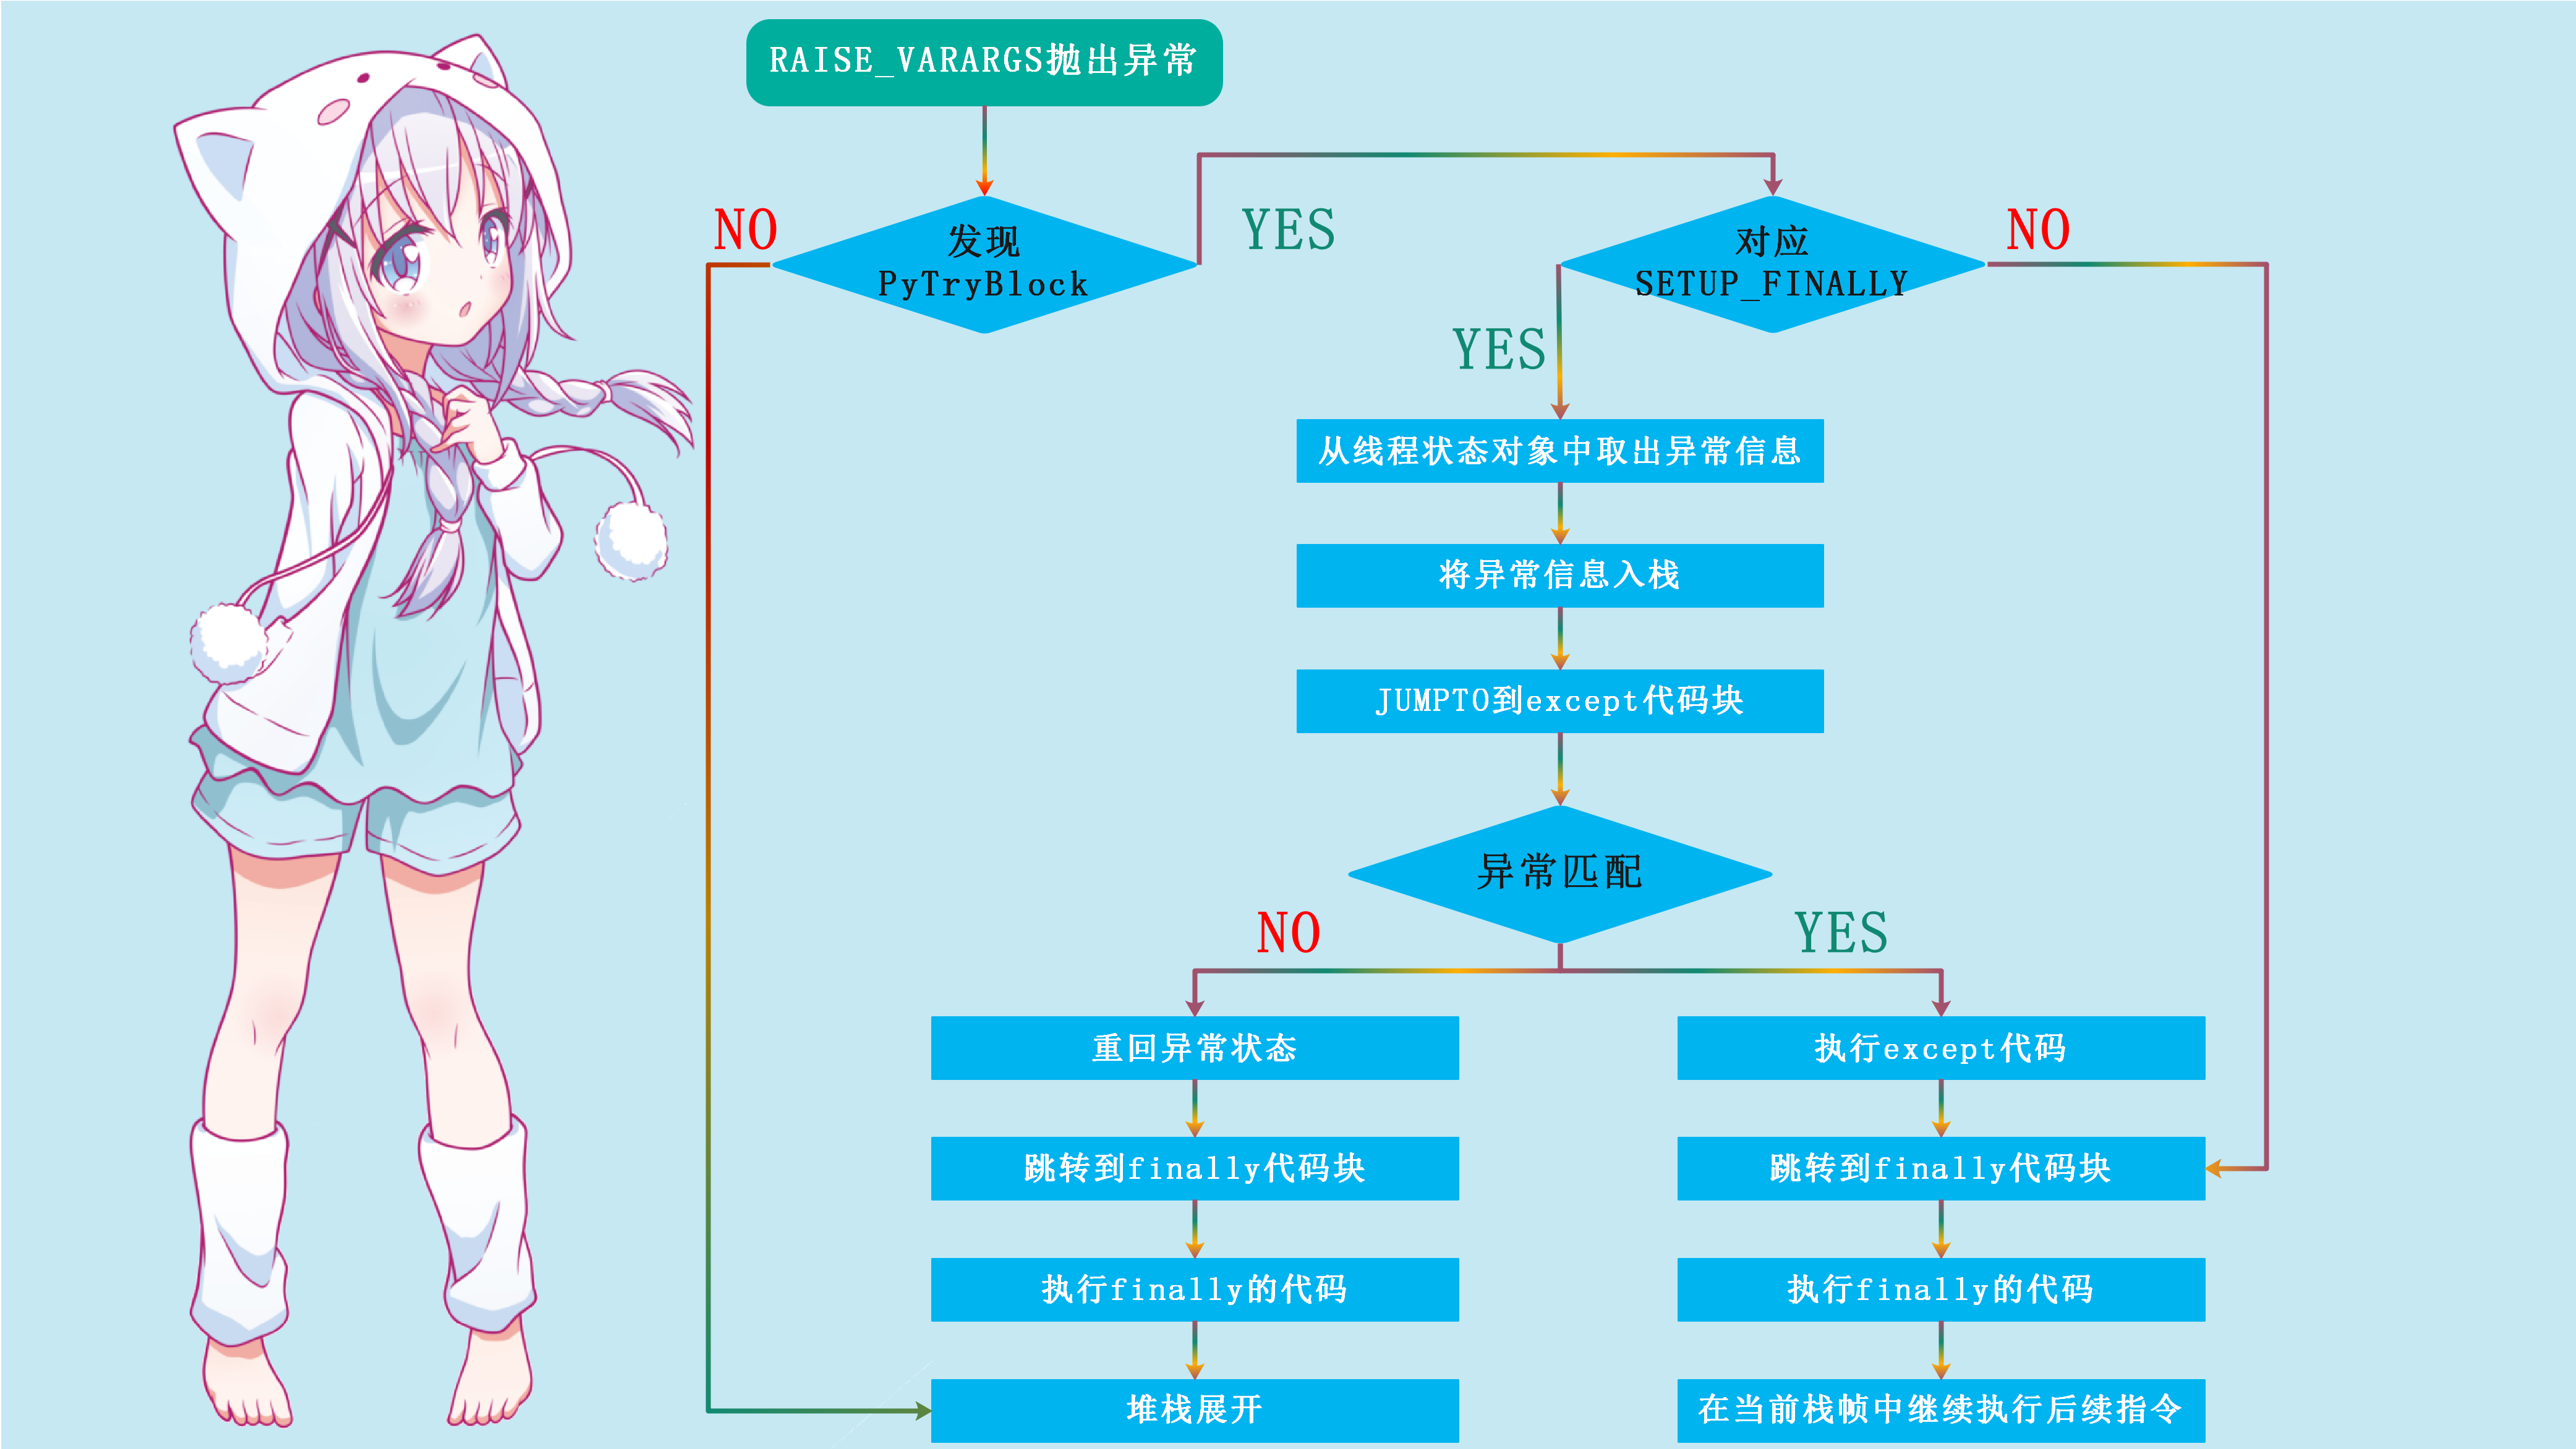 RAISE_VARARGS抛出异常
NO
发现
PyTryBlock
YES
对应
SETUP_FINALLY
NO
YES
从线程状态对象中取出异常信息
将异常信息入栈
JUMPTO到except代码块
异常匹配
NO
YES
重回异常状态
执行except代码
跳转到finally代码块
跳转到finally代码块
执行finally的代码
执行finally的代码
堆栈展开
在当前栈帧中继续执行后续指令